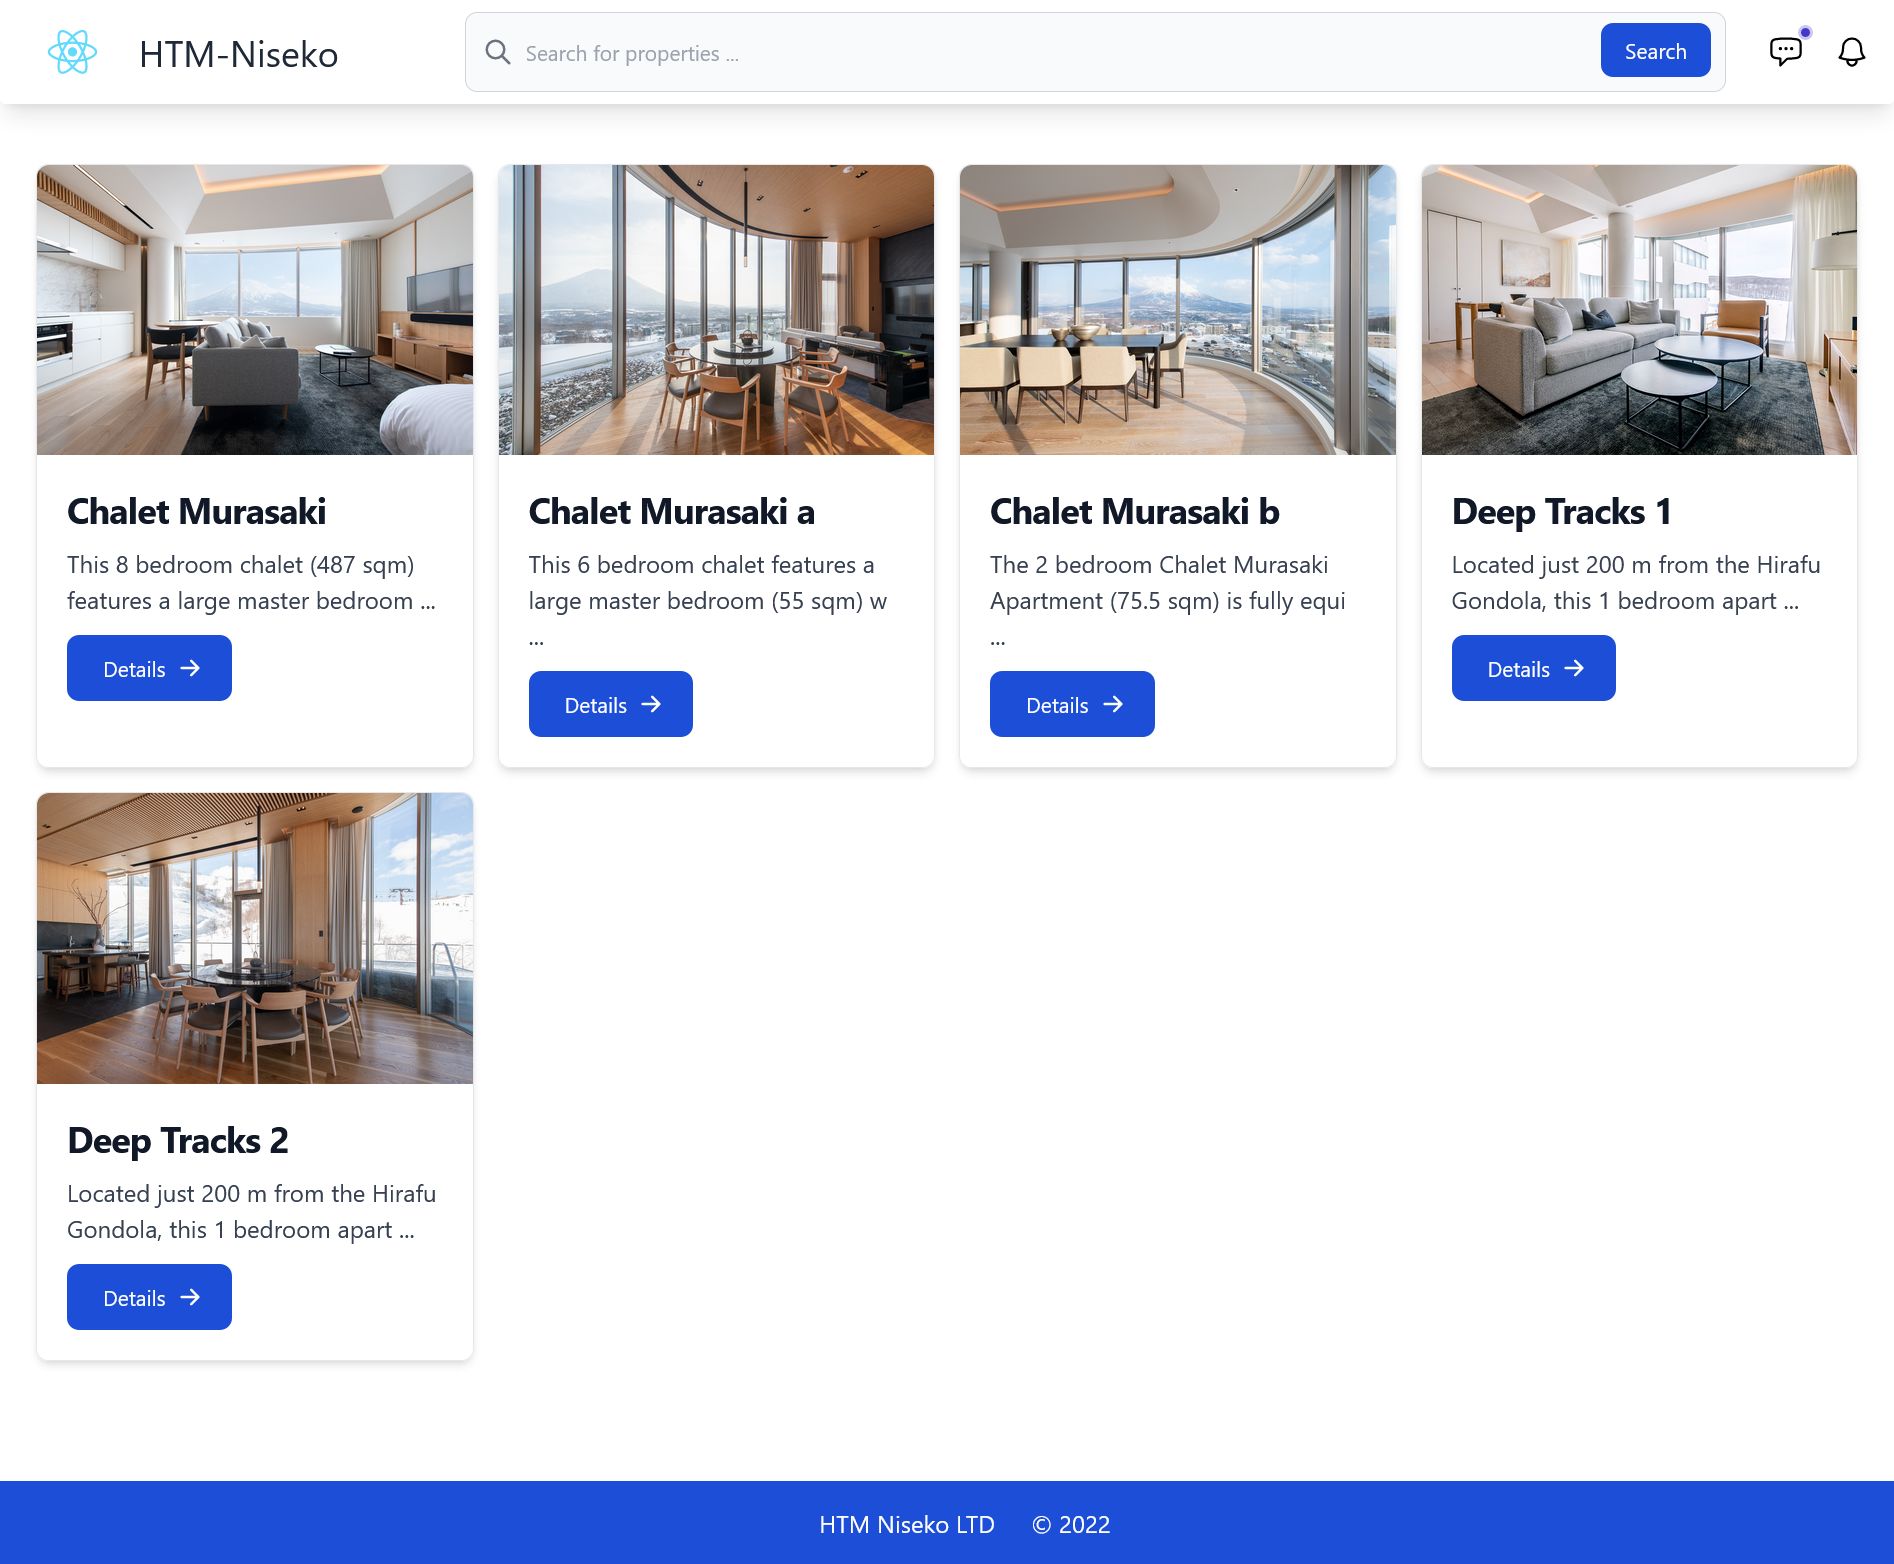 HTM-Niseko
Search for properties ...
Search
Chalet Murasaki
This 8 bedroom chalet (487 sqm)
features a large master bedroom ...
Details
Chalet Murasaki a
This 6 bedroom chalet features a
large master bedroom (55 sqm) w
...
Details
Chalet Murasaki b
The 2 bedroom Chalet Murasaki
Apartment (75.5 sqm) is fully equi
...
Details
Deep Tracks 1
Located just 200 m from the Hirafu
Gondola, this 1 bedroom apart ...
Details
Deep Tracks 2
Located just 200 m from the Hirafu
Gondola, this 1 bedroom apart ...
Details
HTM Niseko LTD © 2022